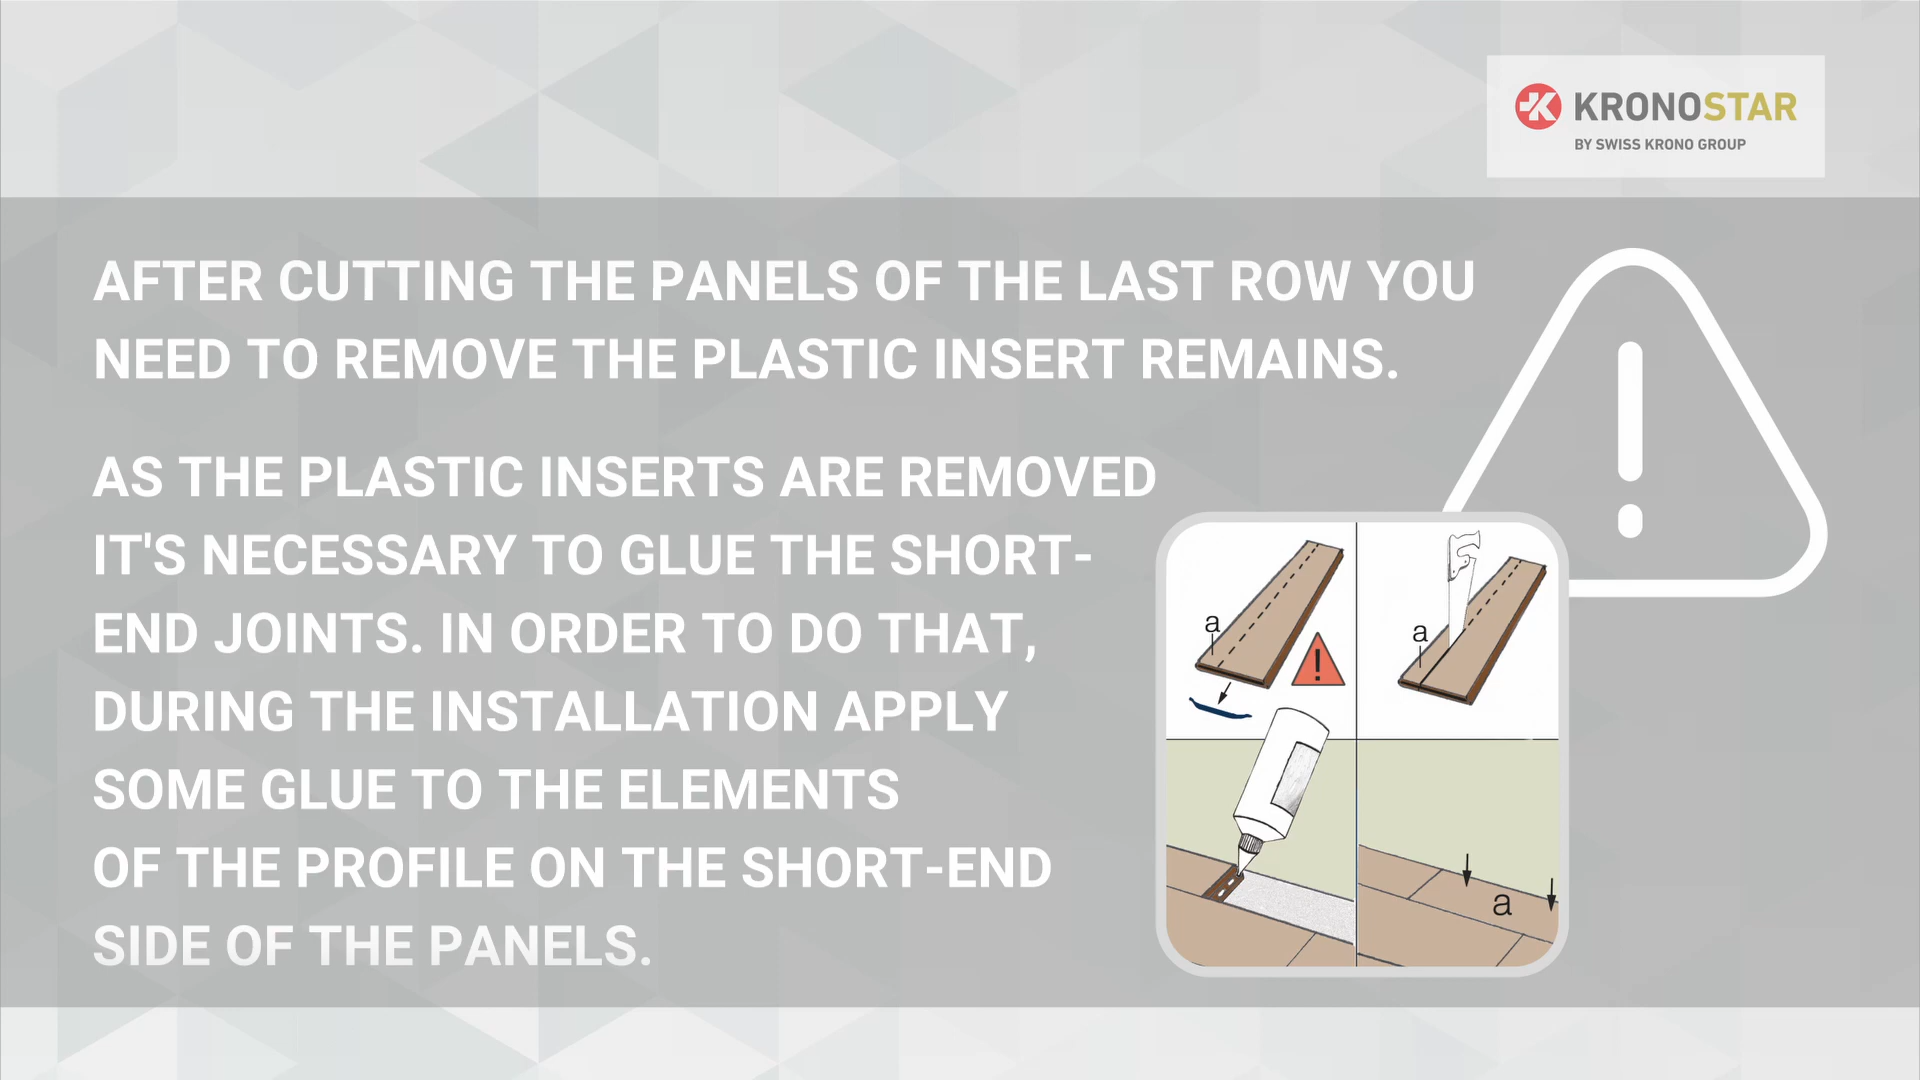 KRONOSTAR
BY SWISS KRONO GROUP
AFTER CUTTING THE PANELS OF THE LAST ROW YOU
NEED TO REMOVE THE PLASTIC INSERT REMAINS.
AS THE PLASTIC INSERTS ARE REMOVED
IT'S NECESSARY TO GLUE THE SHORT-
END JOINTS. IN ORDER TO DO THAT,
DURING THE INSTALLATION APPLY
SOME GLUE TO THE ELEMENTS
OF THE PROFILE ON THE SHORT-END
SIDE OF THE PANELS.
a
a
a